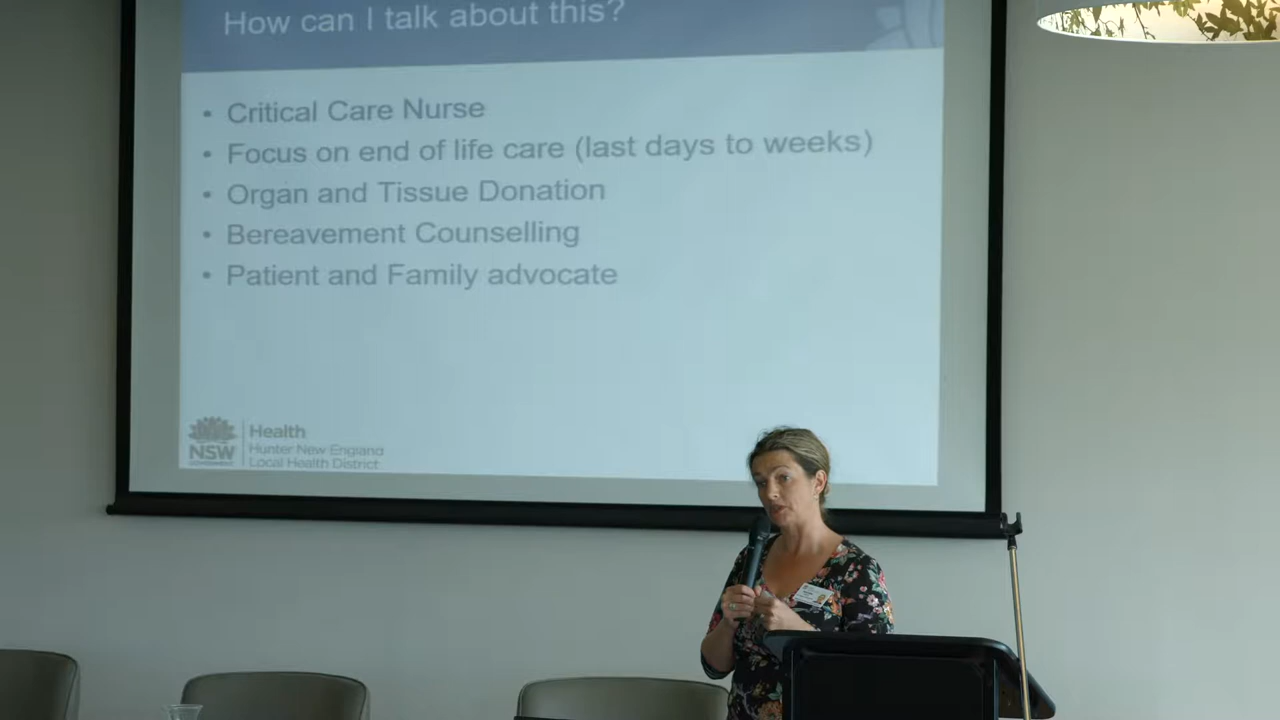 How can I talk about this?
• Critical Care Nurse
• Focus on end of life care (last days to weeks)
• Organ and Tissue Donation
• Bereavement Counselling
• Patient and Family advocate
Health
NSW
Hunter New England
Local Health District